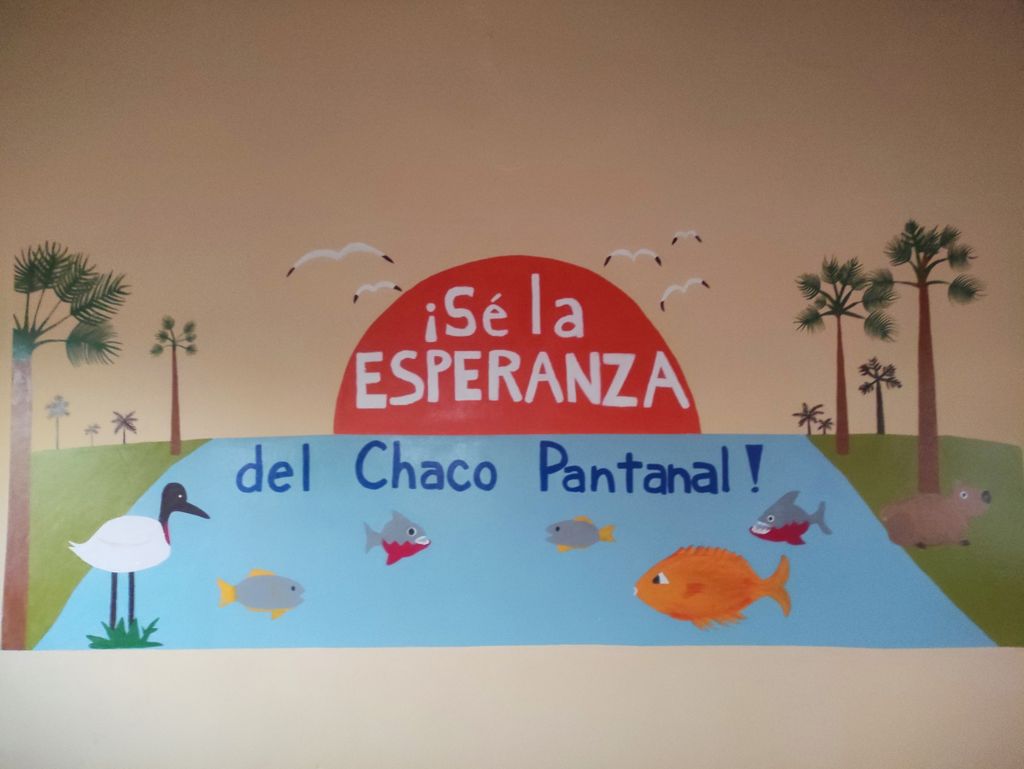 ¡Sé la
ESPERANZA
del Chaco Pantanal!